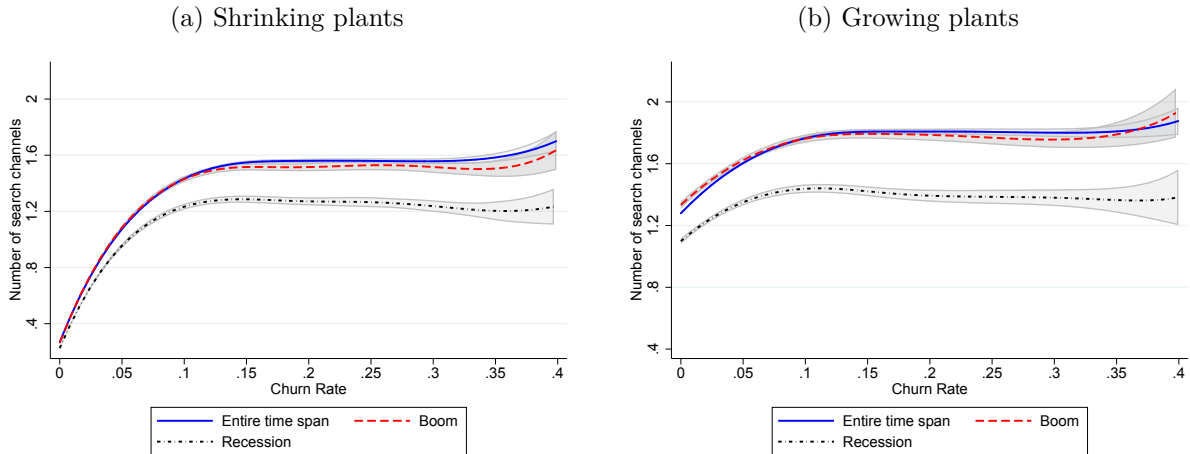 (a) Shrinking plants
Number of search channels
2
1.6
1.2
.8
.4
0 .05 .1 .15 .2 .25 .3 .35 .4
Churn Rate
Entire time span Boom
Recession
(b) Growing plants
Number of search channels
2
1.6
1.2
.8
.4
0 .05 .1 .15 .2 .25 .3 .35 .4
Churn Rate
Entire time span Boom
Recession